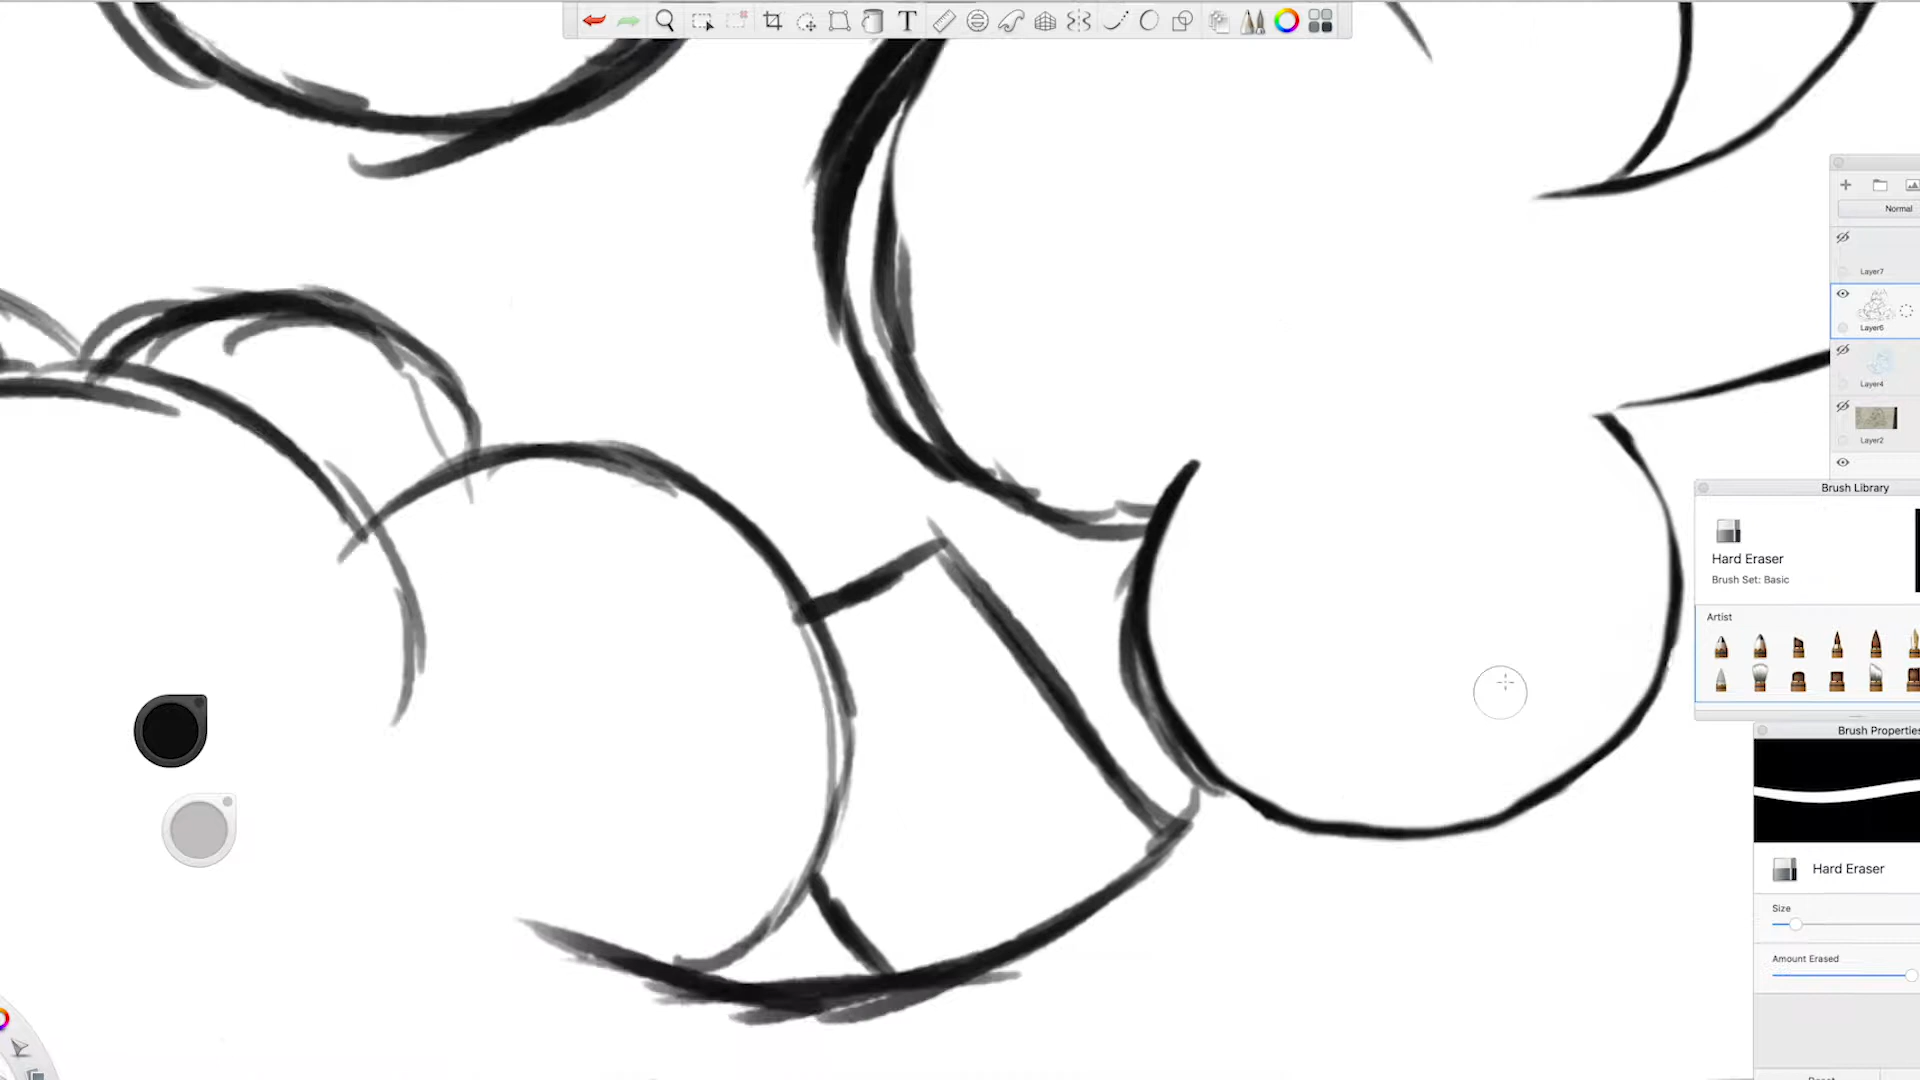 T
Normal
Layer7
Layer6
Layer4
Layer2
Brush Library
Hard Eraser
Brush Set: Basic
Artist
Brush Properties
Hard Eraser
Size
Amount Erased